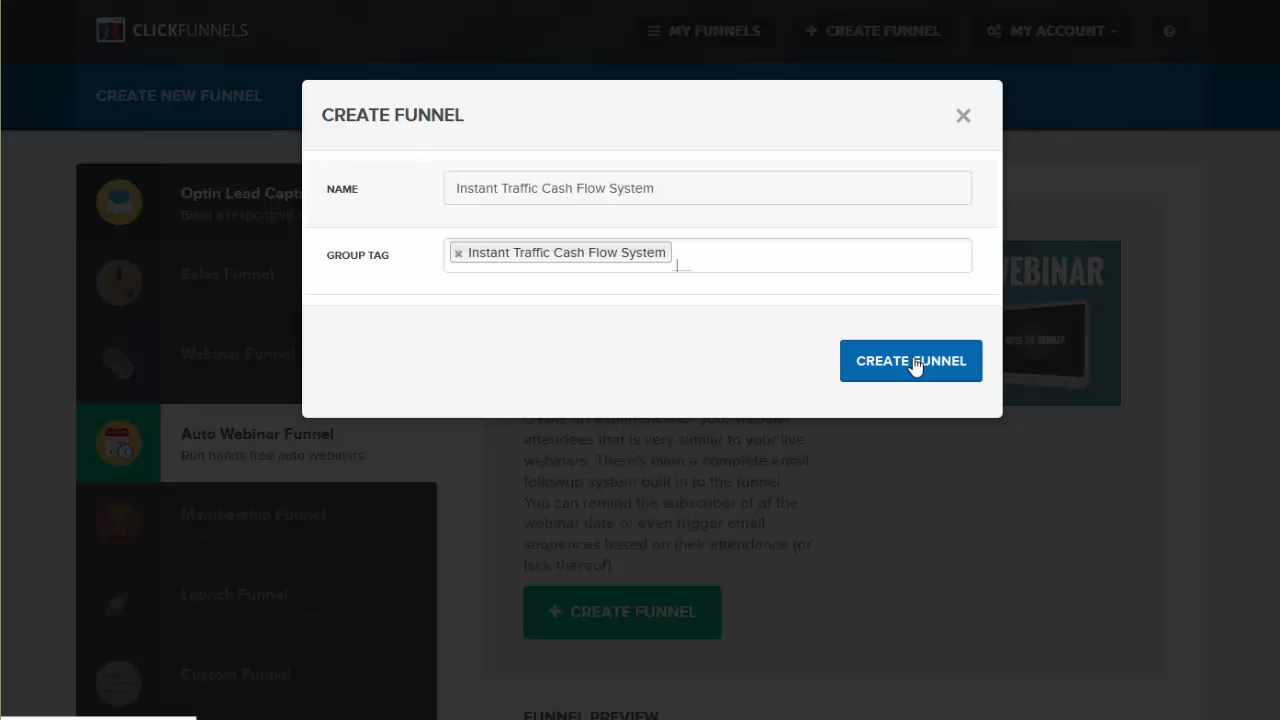 CLICKFUNNELS
MY FUNNELS
CREATE FUNNEL
MY ACCOUNT
CREATE NEW FUNNEL
CREATE FUNNEL
NAME
Instant Traffic Cash Flow System
GROUP TAG
Instant Traffic Cash Flow System
CREATE FUNNEL
Optin Lead Capt
Build a responsive
Sales Funnel
Webinar Funnel
Auto Webinar Funnel
Run hands free auto webinars...
Membership Funnel
Launch Funnel
Custom Funnel
WEBINAR
attendees that is very similar to your live
webinars. There's even a complete email
followup system built in to the funnel.
You can remind the subscriber of of the
webinar date or even trigger email
sequences based on their attendance (or
lack thereof)
CREATE FUNNEL
FUNNEL PREVIEW